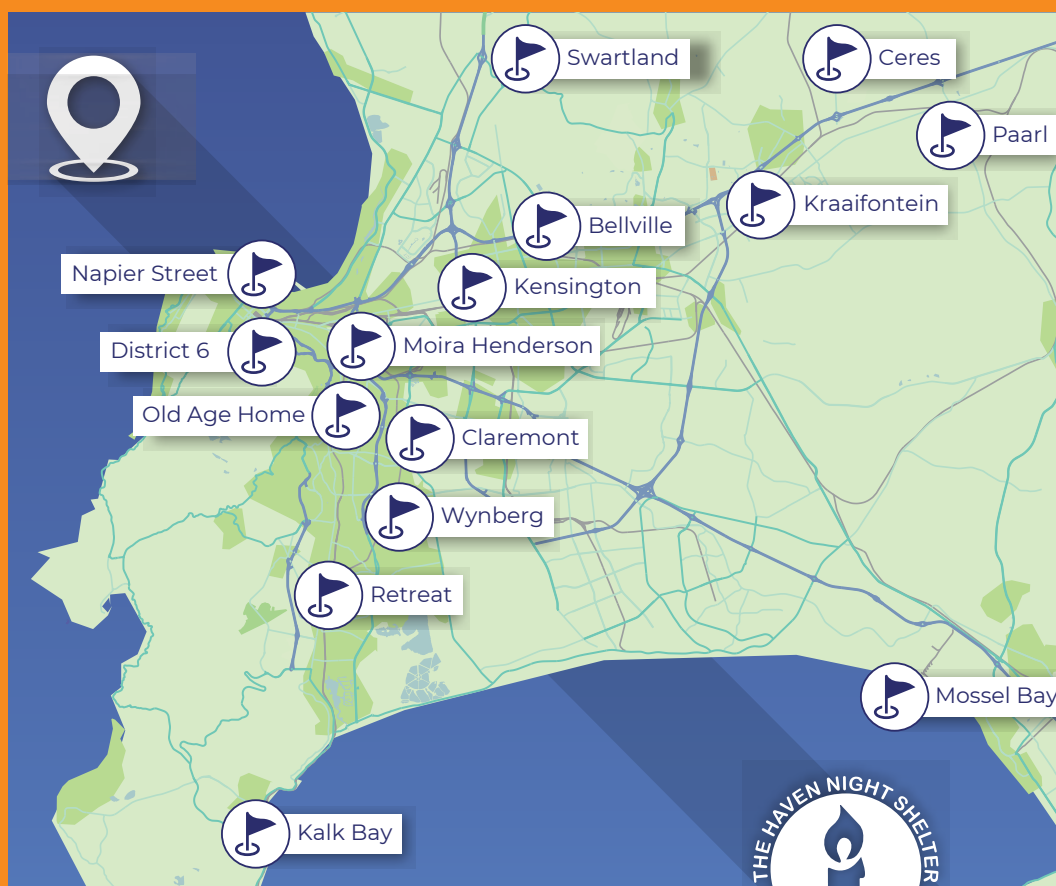 Swartland
Ceres
Paarl
Kraaifontein
Bellville
Napier Street
Kensington
District 6
Moira Henderson
Old Age Home
Claremont
Wynberg
Retreat
Mossel Bay
Kalk Bay
THE HAVEN NIGHT SHELTER